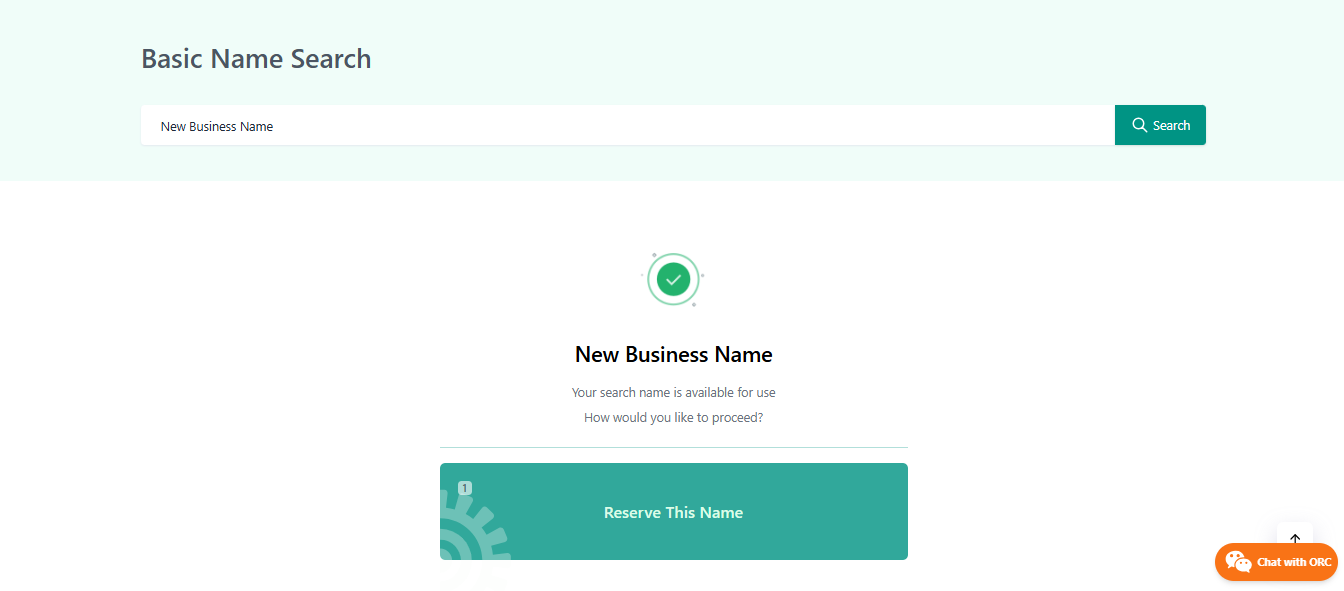 Basic Name Search
New Business Name
Search
New Business Name
Your search name is available for use
How would you like to proceed?
1
Reserve This Name
Chat with ORC